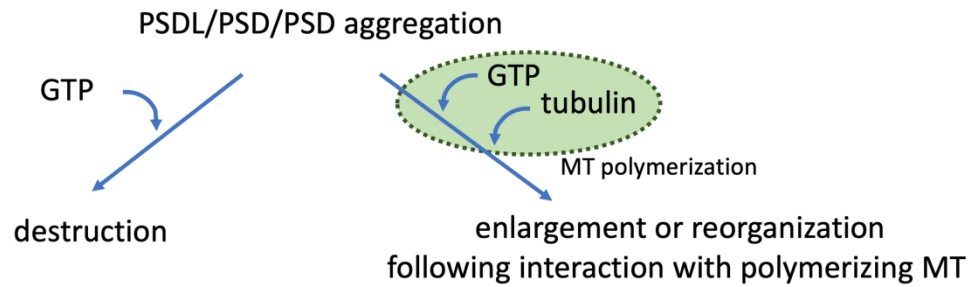 PSDL/PSD/PSD aggregation
GTP
GTP
tubulin
MT polymerization
destruction
enlargement or reorganization
following interaction with polymerizing MT